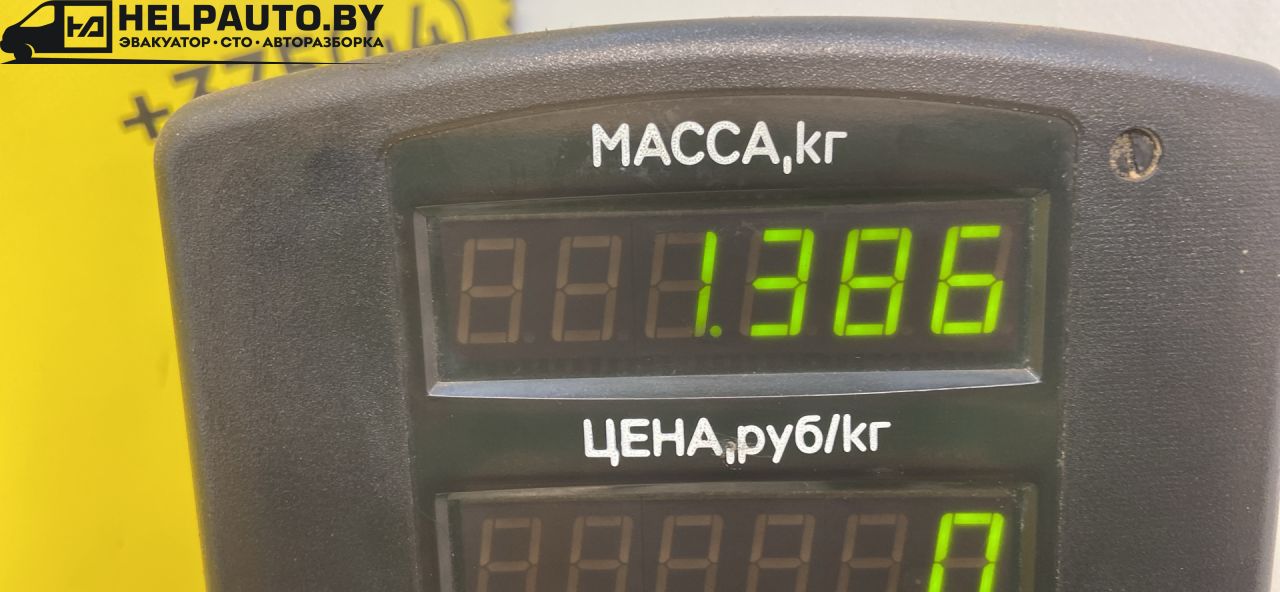 HELPAUTO.BY
ЭВАКУАТОР · СТО · АВТОРАЗБОРКА
МАССА,кг
1.386
ЦЕНА,руб/кг
0